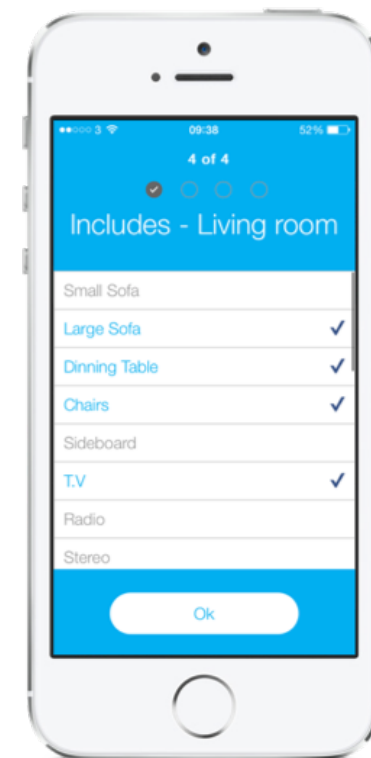 3 09:38 52%
4 of 4
Includes - Living room
Small Sofa
Large Sofa
Dinning Table
Chairs
Sideboard
T.V
Radio
Stereo
Ok